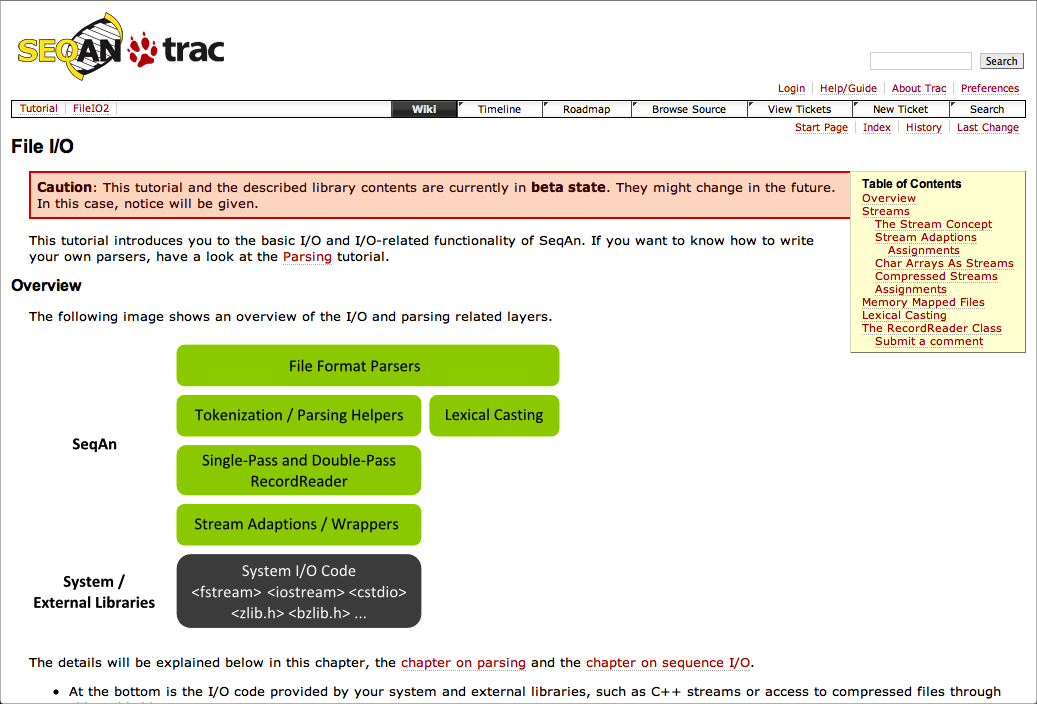 SEQAN trac
Search
Login Help/Guide About Trac Preferences
Tutorial FileIO2 Wiki Timeline Roadmap Browse Source View Tickets New Ticket Search
Start Page Index History Last Change
File I/O
Caution: This tutorial and the described library contents are currently in beta state. They might change in the future.
In this case, notice will be given.
Table of Contents
Overview
Streams
The Stream Concept
Stream Adaptions
Assignments
Char Arrays As Streams
Compressed Streams
Assignments
Memory Mapped Files
Lexical Casting
The RecordReader Class
Submit a comment
This tutorial introduces you to the basic I/O and I/O-related functionality of SeqAn. If you want to know how to write
your own parsers, have a look at the Parsing tutorial.
Overview
The following image shows an overview of the I/O and parsing related layers.
File Format Parsers
Tokenization / Parsing Helpers Lexical Casting
SeqAn
Single-Pass and Double-Pass
RecordReader
Stream Adaptions / Wrappers
System /
External Libraries
System I/O Code
<fstream> <iostream> <cstdio>
<zlib.h> <bzlib.h> ...
The details will be explained below in this chapter, the chapter on parsing and the chapter on sequence I/O.
• At the bottom is the I/O code provided by your system and external libraries, such as C++ streams or access to compressed files through